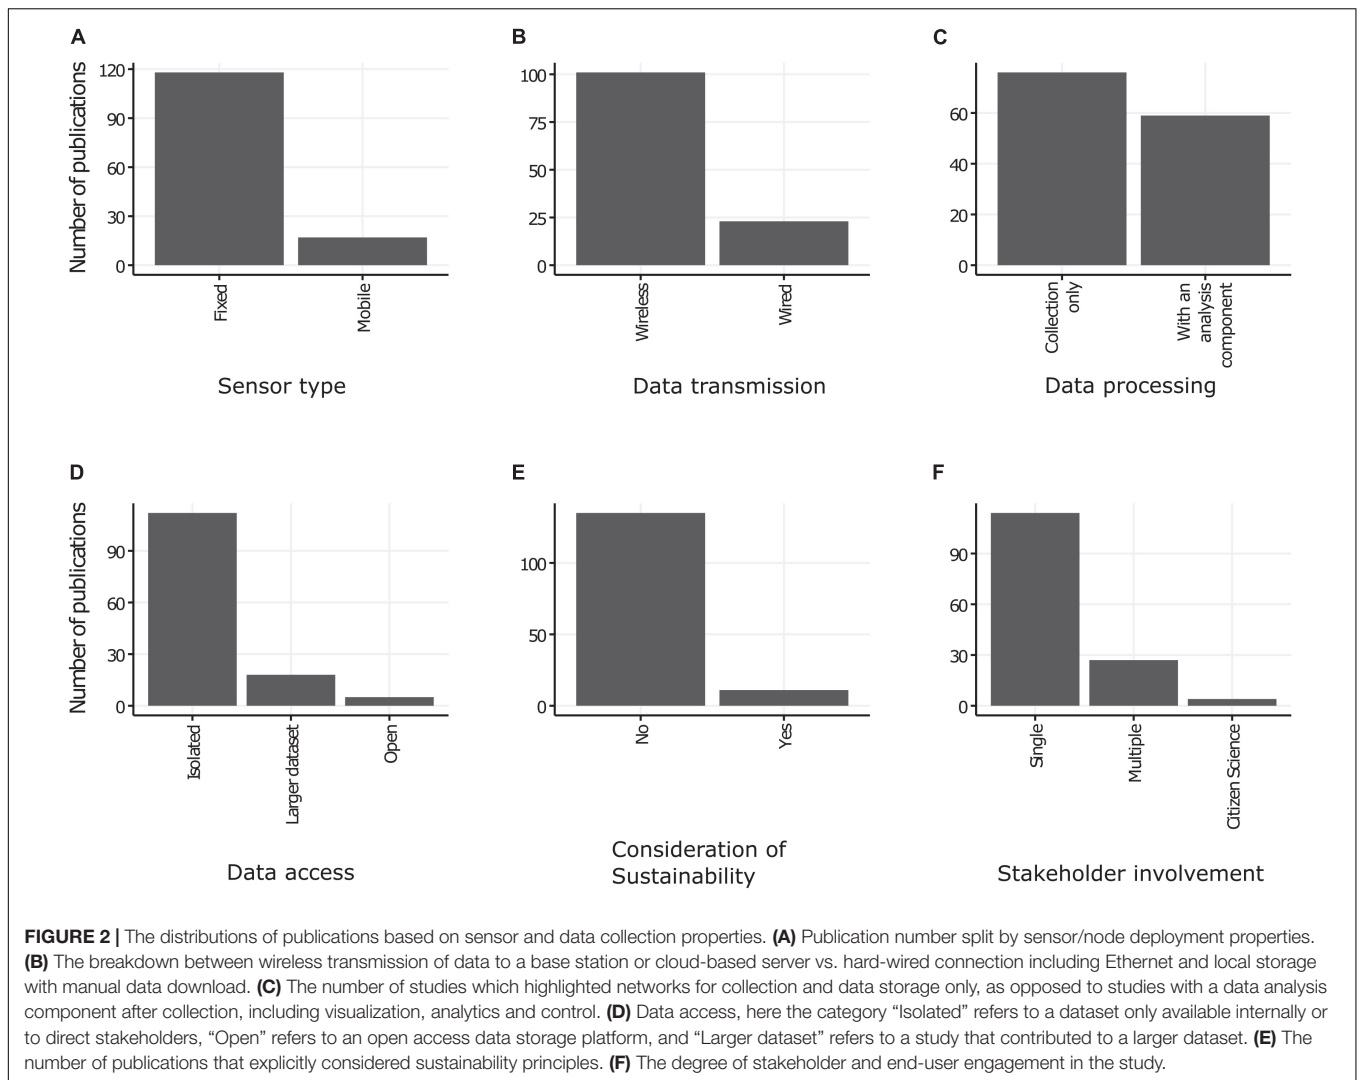 A
Number of publications
120
90
60
30
0
Fixed
Mobile
Sensor type
B
100
75
50
25
0
Wireless
Wired
Data transmission
C
60
40
20
0
Collection
only
With an
analysis
component
Data processing
D
Number of publications
90
60
30
0
Isolated
Larger dataset
Open
Data access
E
100
50
0
No
Yes
Consideration of
Sustainability
F
90
60
30
0
Single
Multiple
Citizen Science
Stakeholder involvement
FIGURE 2 | The distributions of publications based on sensor and data collection properties. (A) Publication number split by sensor/node deployment properties.
(B) The breakdown between wireless transmission of data to a base station or cloud-based server vs. hard-wired connection including Ethernet and local storage
with manual data download. (C) The number of studies which highlighted networks for collection and data storage only, as opposed to studies with a data analysis
component after collection, including visualization, analytics and control. (D) Data access, here the category “Isolated” refers to a dataset only available internally or
to direct stakeholders, “Open” refers to an open access data storage platform, and “Larger dataset” refers to a study that contributed to a larger dataset. (E) The
number of publications that explicitly considered sustainability principles. (F) The degree of stakeholder and end-user engagement in the study.